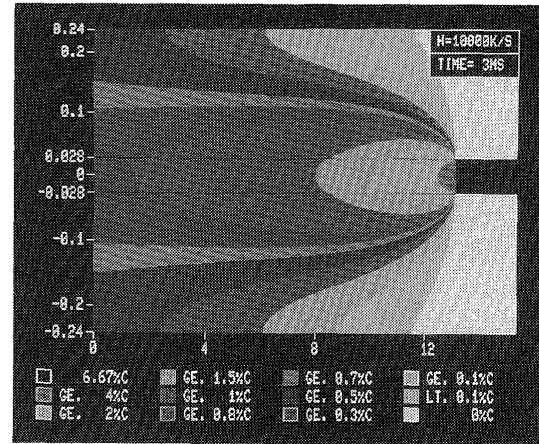 H=10000K/S
TIME= 3MS
0.24
0.2
0.1
0.028
0
-0.028
-0.1
-0.2
-0.24
0 4 8 12
6.67%C GE. 1.5%C GE. 0.7%C GE. 0.1%C
GE. 4%C GE. 1%C GE. 0.5%C LT. 0.1%C
GE. 2%C GE. 0.8%C GE. 0.3%C 0%C